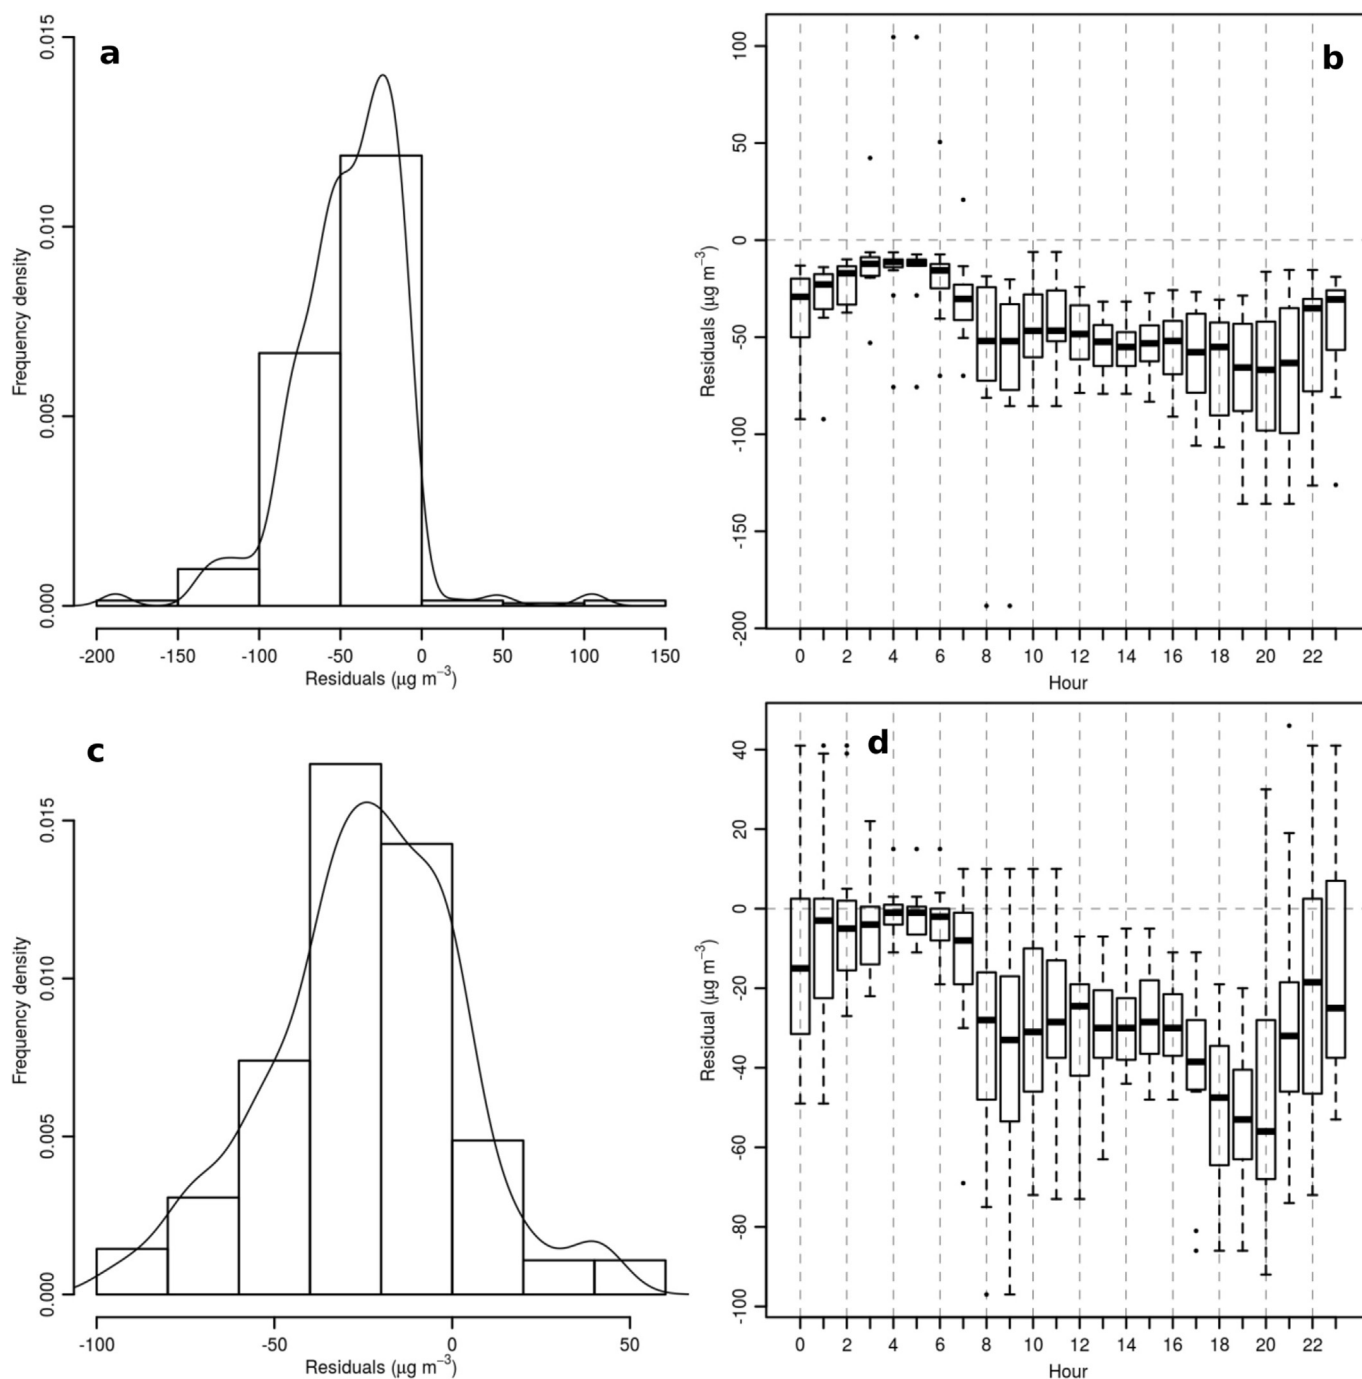 a
Frequency density
0.015
0.010
0.005
0.000
-200 -150 -100 -50 0 50 100 150
Residuals (μg m⁻³)
b
Residuals (μg m⁻³)
100
50
0
-50
-100
-150
-200
0 2 4 6 8 10 12 14 16 18 20 22
Hour
c
Frequency density
0.015
0.010
0.005
0.000
-100 -50 0 50
Residuals (μg m⁻³)
d
Residual (μg m⁻³)
40
20
0
-20
-40
-60
-80
-100
0 2 4 6 8 10 12 14 16 18 20 22
Hour